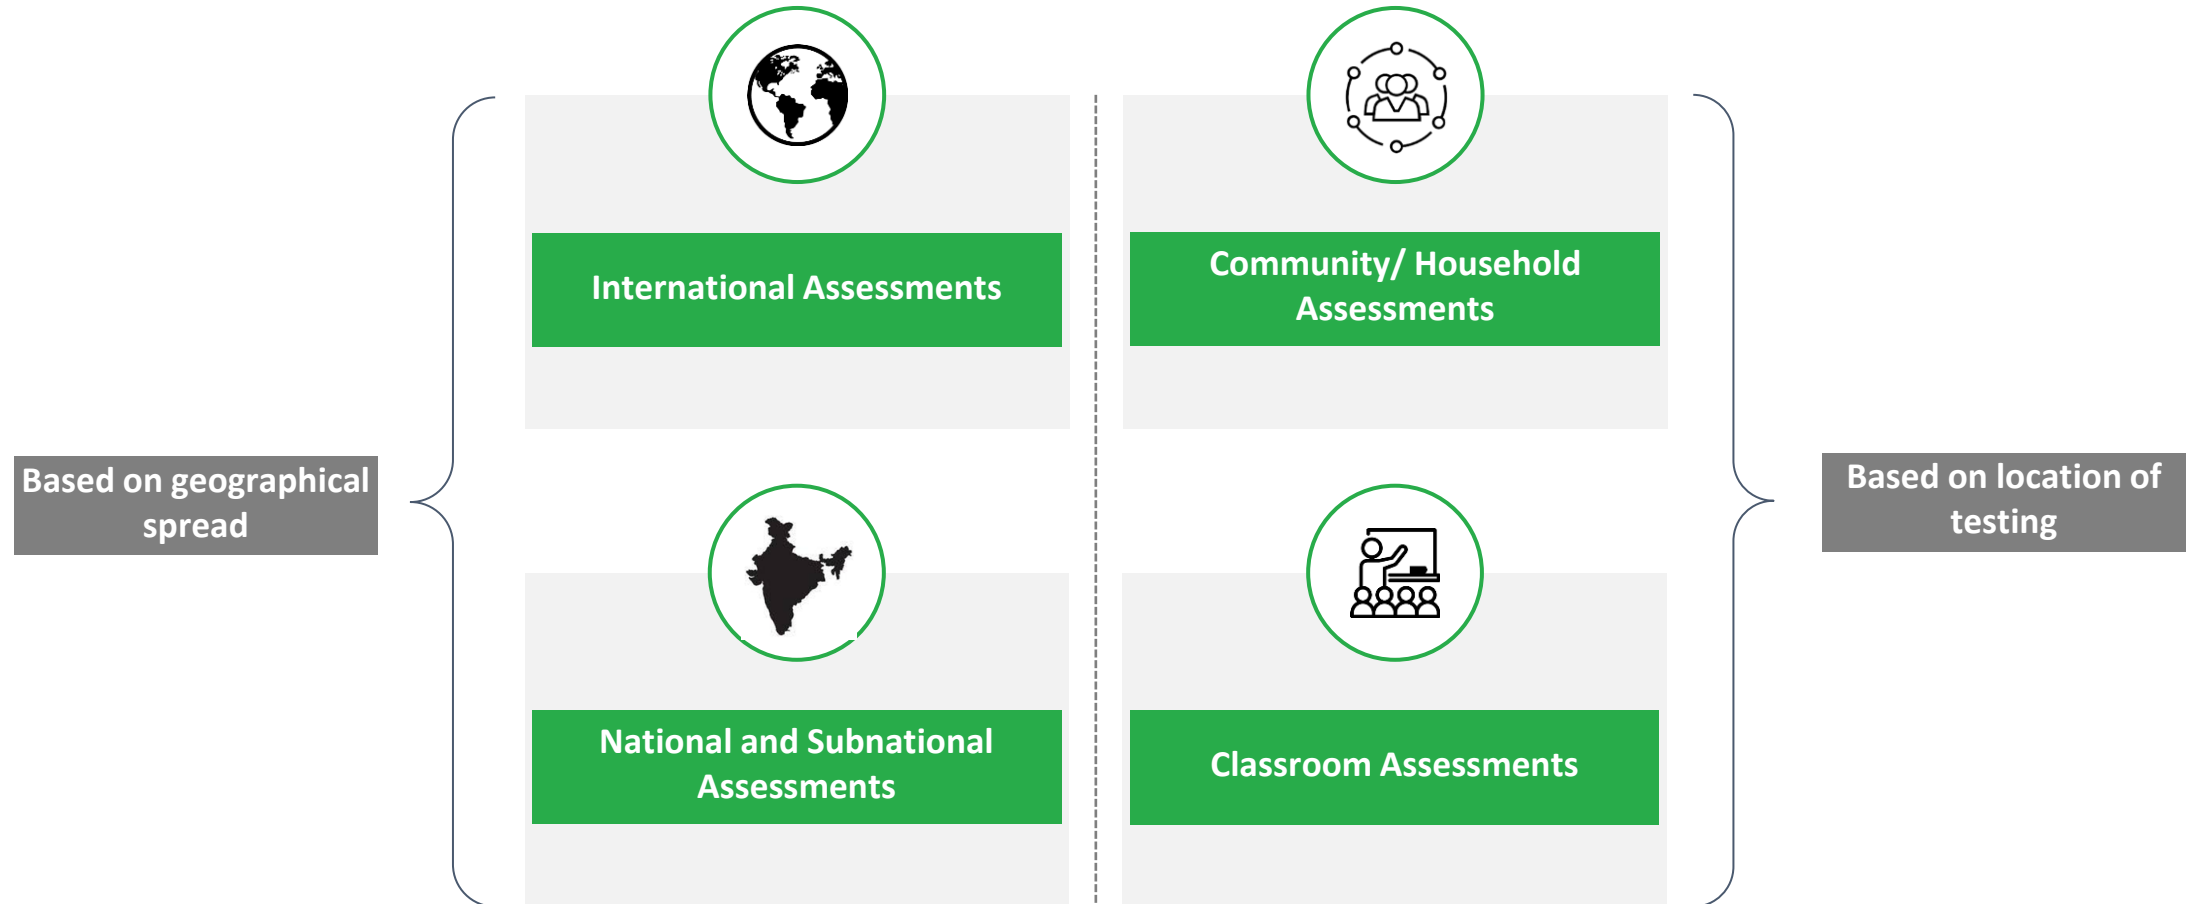 International Assessments
Community/ Household
Assessments
Based on geographical
spread
Based on location of
testing
National and Subnational
Assessments
Classroom Assessments